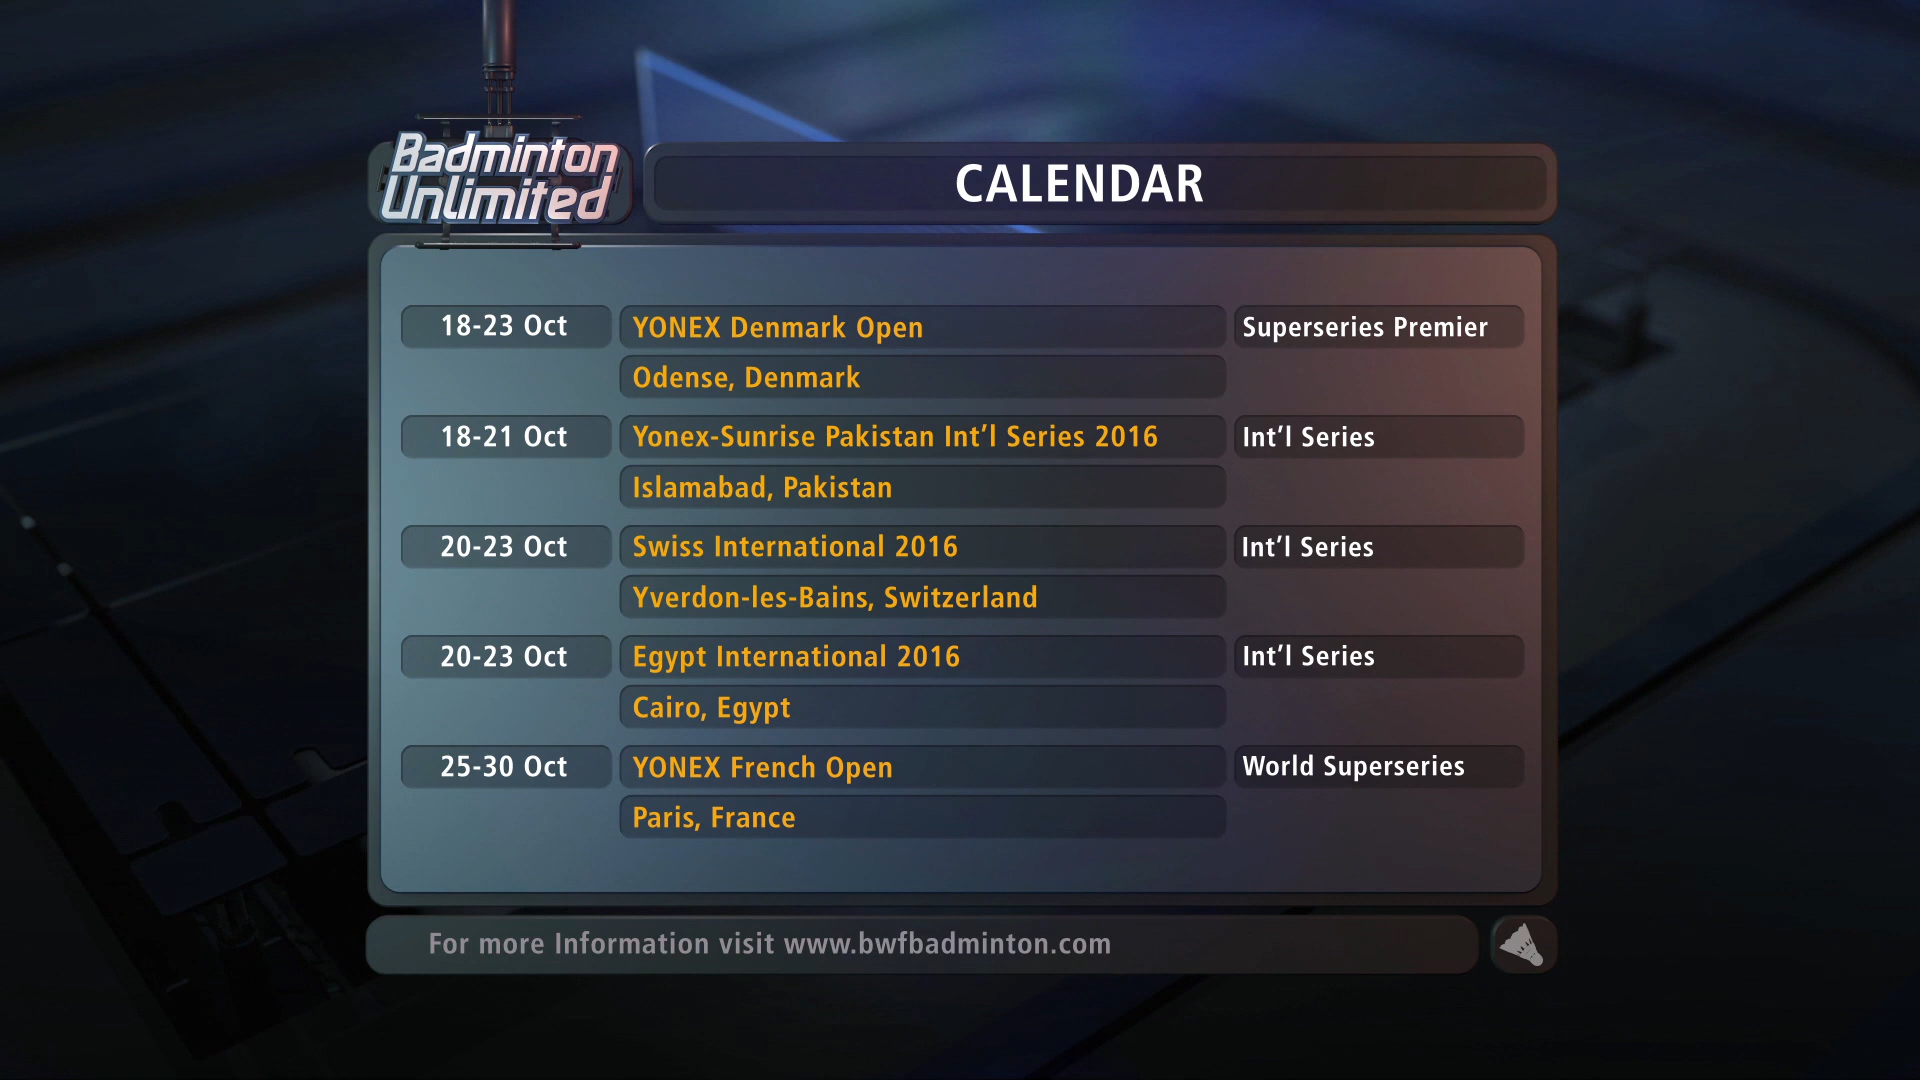 Badminton
Unlimited
CALENDAR
18-23 Oct YONEX Denmark Open Superseries Premier
Odense, Denmark
18-21 Oct Yonex-Sunrise Pakistan Int’l Series 2016 Int’l Series
Islamabad, Pakistan
20-23 Oct Swiss International 2016 Int’l Series
Yverdon-les-Bains, Switzerland
20-23 Oct Egypt International 2016 Int’l Series
Cairo, Egypt
25-30 Oct YONEX French Open World Superseries
Paris, France
For more Information visit www.bwfbadminton.com